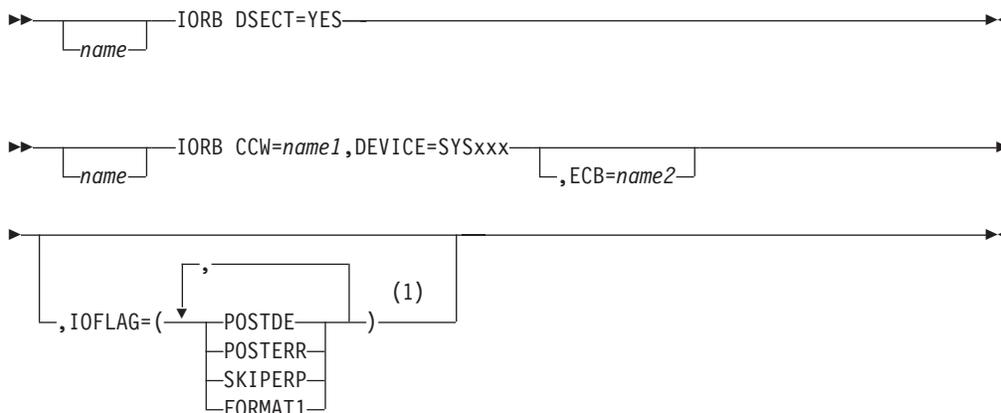 IORB DSECT=YES
name
IORB CCW=name1,DEVICE=SYSxxx
name
,ECB=name2
,
(1)
,IOFLAG=( POSTDE )
POSTERR
SKIPERP
FORMAT1